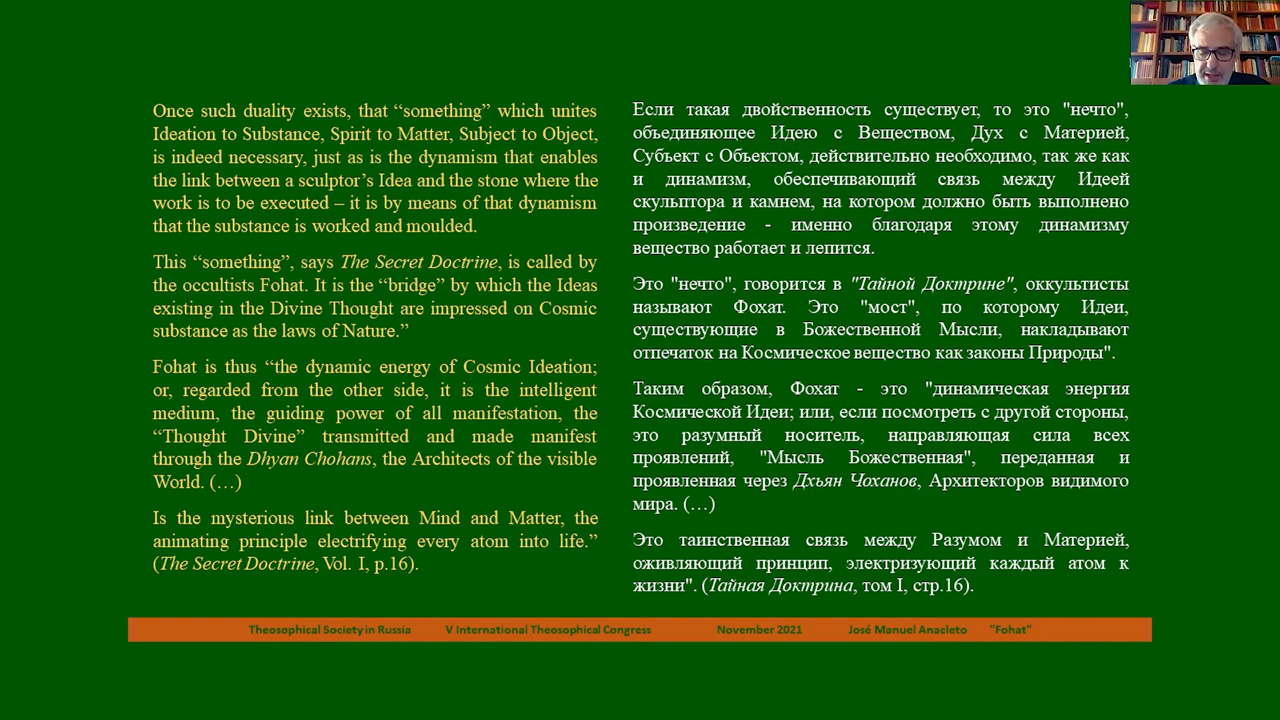 Once such duality exists, that “something” which unites
Ideation to Substance, Spirit to Matter, Subject to Object,
is indeed necessary, just as is the dynamism that enables
the link between a sculptor’s Idea and the stone where the
work is to be executed – it is by means of that dynamism
that the substance is worked and moulded.
This “something”, says The Secret Doctrine, is called by
the occultists Fohat. It is the “bridge” by which the Ideas
existing in the Divine Thought are impressed on Cosmic
substance as the laws of Nature.”
Fohat is thus “the dynamic energy of Cosmic Ideation;
or, regarded from the other side, it is the intelligent
medium, the guiding power of all manifestation, the
“Thought Divine” transmitted and made manifest
through the Dhyan Chohans, the Architects of the visible
World. (…)
Is the mysterious link between Mind and Matter, the
animating principle electrifying every atom into life.”
(The Secret Doctrine, Vol. I, p.16).
Если такая двойственность существует, то это "нечто",
объединяющее Идею с Веществом, Дух с Материей,
Субъект с Объектом, действительно необходимо, так же как
и динамизм, обеспечивающий связь между Идеей
скульптора и камнем, на котором должно быть выполнено
произведение - именно благодаря этому динамизму
вещество работает и лепится.
Это "нечто", говорится в "Тайной Доктрине", оккультисты
называют Фохат. Это "мост", по которому Идеи,
существующие в Божественной Мысли, накладывают
отпечаток на Космическое вещество как законы Природы".
Таким образом, Фохат - это "динамическая энергия
Космической Идеи; или, если посмотреть с другой стороны,
это разумный носитель, направляющая сила всех
проявлений, "Мысль Божественная", переданная и
проявленная через Дхьян Чоханов, Архитекторов видимого
мира. (…)
Это таинственная связь между Разумом и Материей,
оживляющий принцип, электризующий каждый атом к
жизни". (Тайная Доктрина, том I, стр.16).
Theosophical Society in Russia V International Theosophical Congress November 2021 José Manuel Anacleto "Fohat"